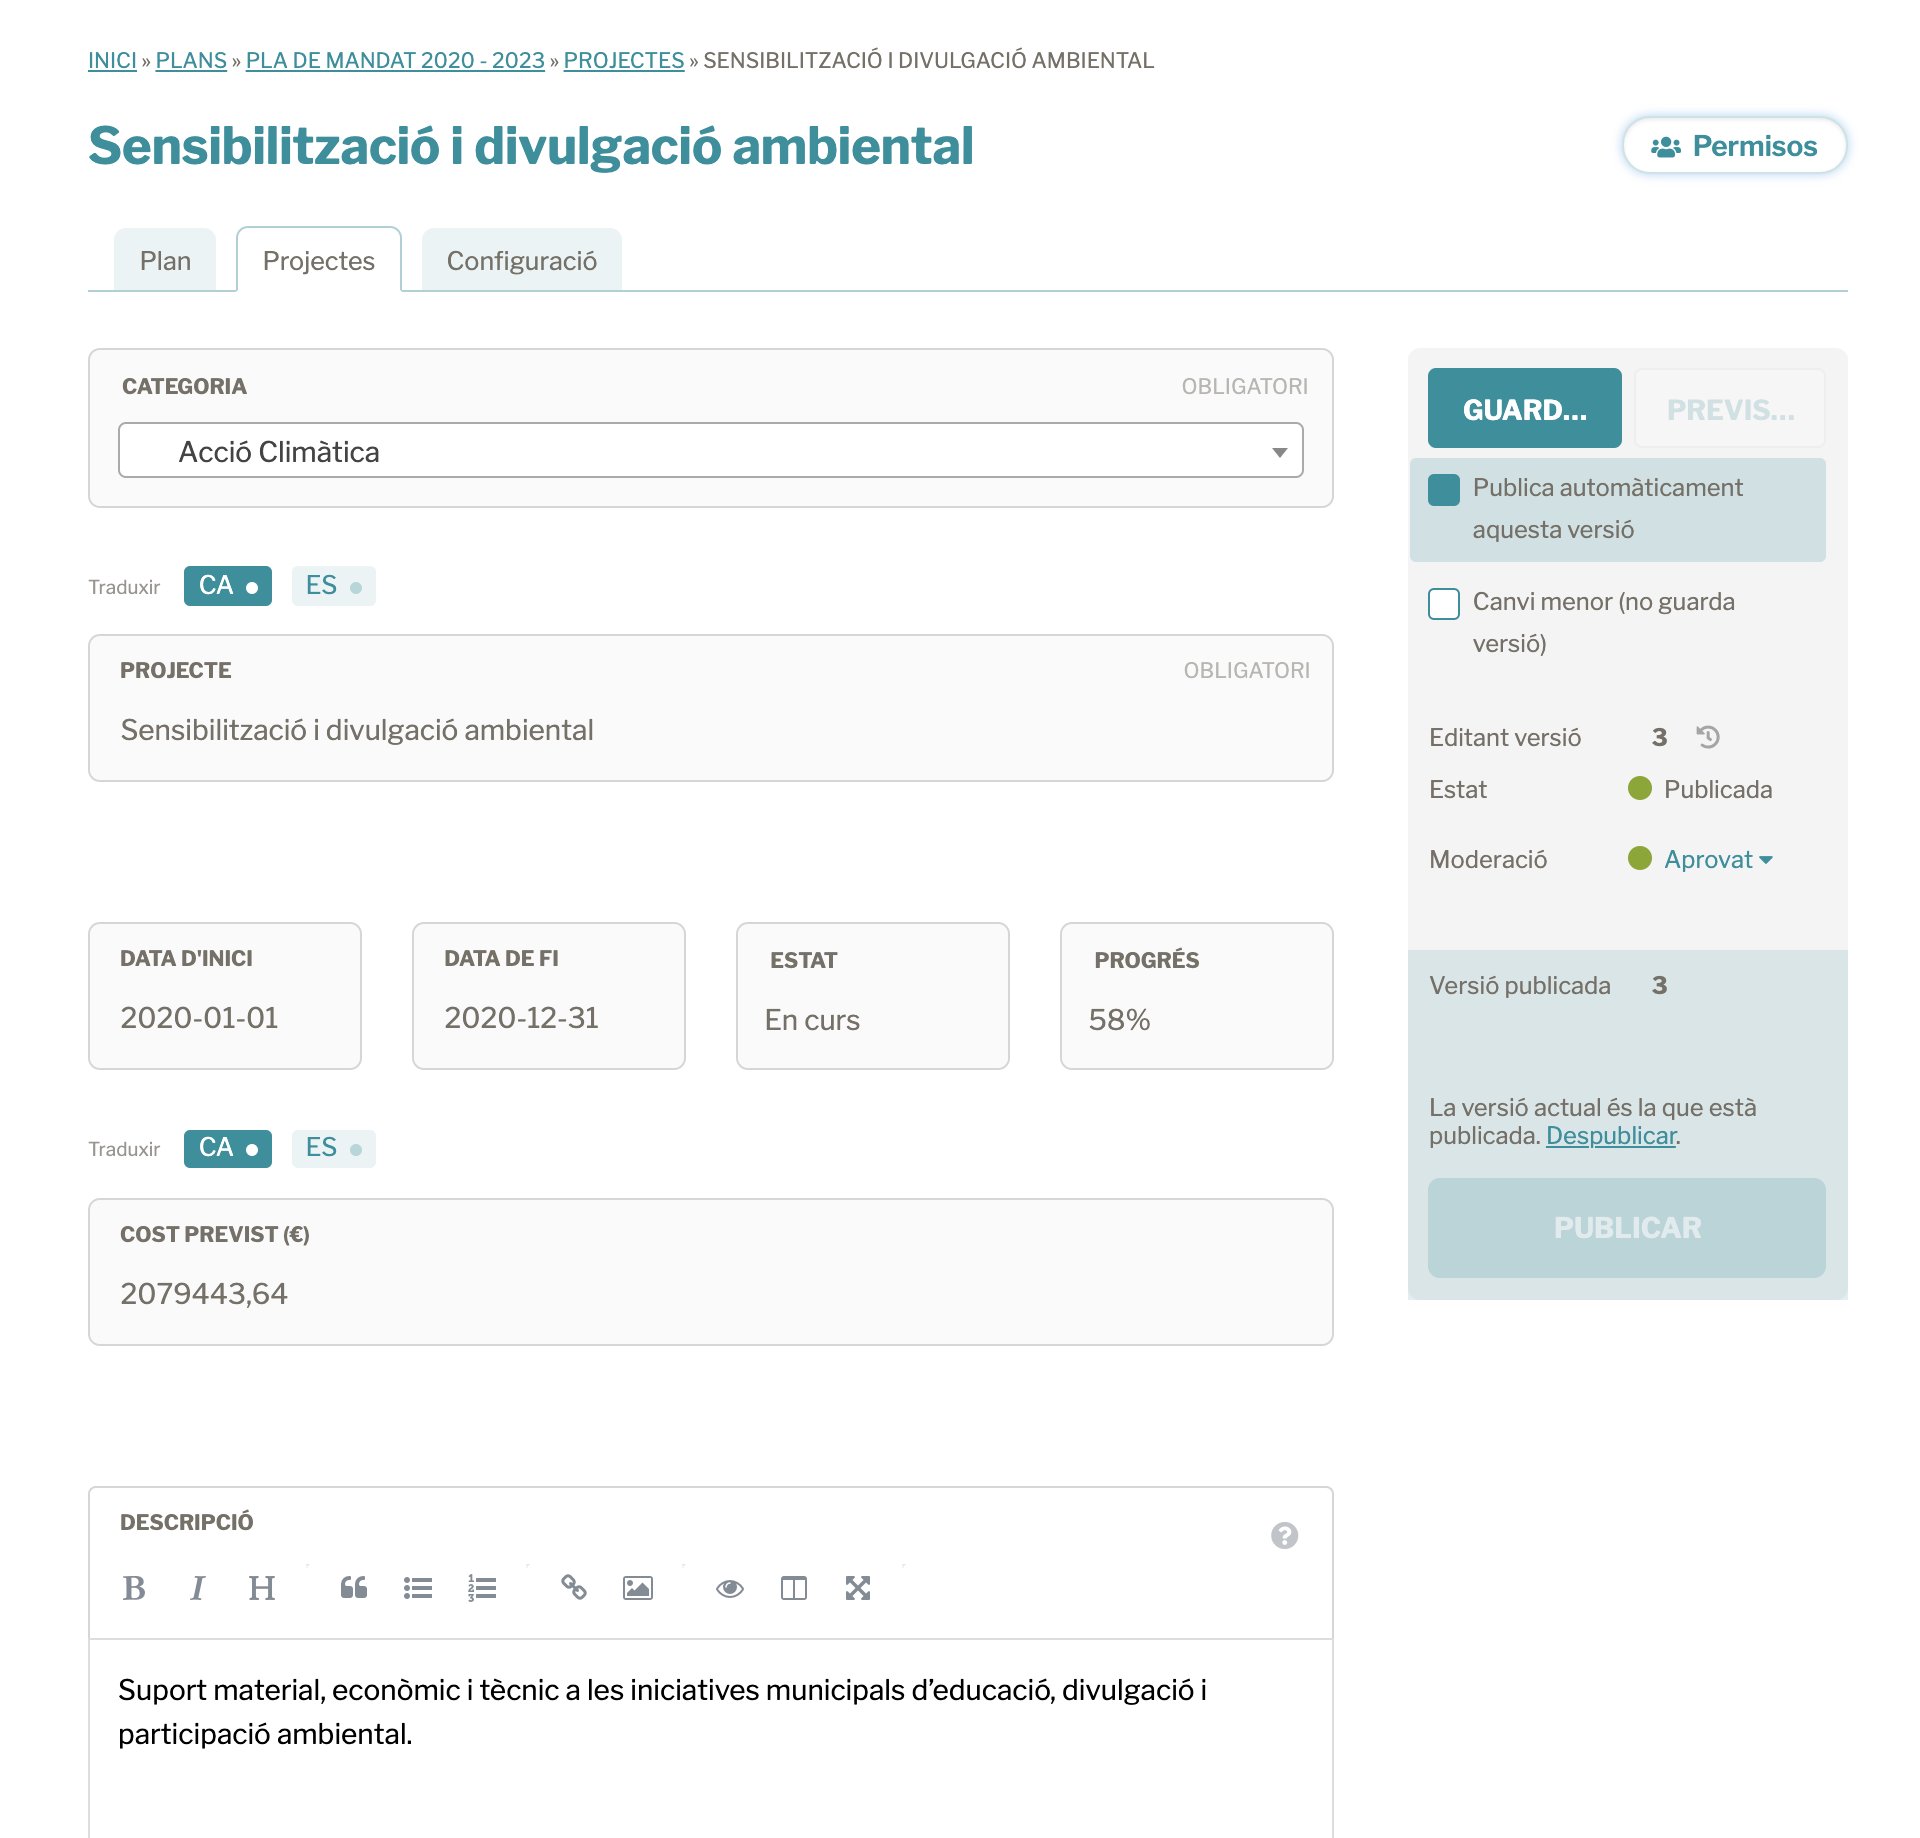 INICI » PLANS » PLA DE MANDAT 2020 - 2023 » PROJECTES » SENSIBILITZACIÓ I DIVULGACIÓ AMBIENTAL
Sensibilització i divulgació ambiental
Permisos
Plan
Projectes
Configuració
CATEGORIA
OBLIGATORI
Acció Climàtica
Traduxir
CA
ES
PROJECTE
OBLIGATORI
Sensibilització i divulgació ambiental
DATA D'INICI
2020-01-01
DATA DE FI
2020-12-31
ESTAT
En curs
PROGRÉS
58%
Traduxir
CA
ES
COST PREVIST (€)
2079443,64
DESCRIPCIÓ
B I H
Suport material, econòmic i tècnic a les iniciatives municipals d’educació, divulgació i
participació ambiental.
GUARD...
PREVIS...
Publica automàticament
aquesta versió
Canvi menor (no guarda
versió)
Editant versió 3
Estat Publicada
Moderació Aprovat
Versió publicada 3
La versió actual és la que està
publicada. Despublicar.
PUBLICAR